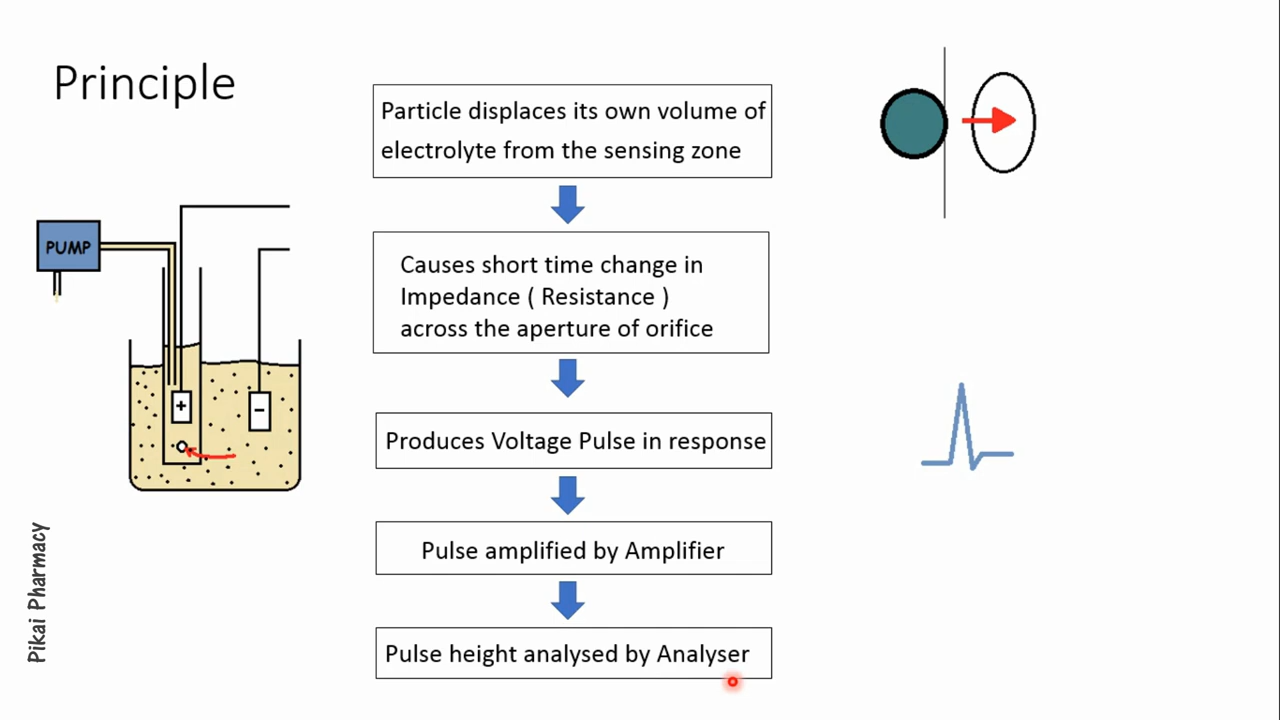 Principle
Particle displaces its own volume of
electrolyte from the sensing zone
Causes short time change in
Impedance ( Resistance )
across the aperture of orifice
Produces Voltage Pulse in response
Pulse amplified by Amplifier
Pulse height analysed by Analyser
PUMP
+
−
Pikai Pharmacy